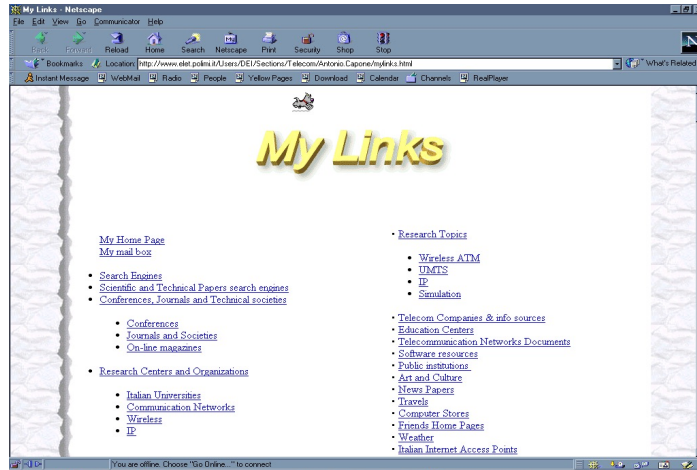 My Links - Netscape
File Edit View Go Communicator Help
Back Forward Reload Home Search Netscape Print Security Shop Stop
Bookmarks Location: http://www.elet.polimi.it/Users/DEI/Sections/Telecom/Antonio.Capone/mylinks.html What's Related
Instant Message WebMail Radio People Yellow Pages Download Calendar Channels RealPlayer
My Links
My Home Page
My mail box
• Search Engines
• Scientific and Technical Papers search engines
• Conferences, Journals and Technical societies
• Conferences
• Journals and Societies
• On-line magazines
• Research Centers and Organizations
• Italian Universities
• Communication Networks
• Wireless
• IP
• Research Topics
• Wireless ATM
• UMTS
• IP
• Simulation
• Telecom Companies & info sources
• Education Centers
• Telecommunication Networks Documents
• Software resources
• Public institutions
• Art and Culture
• News Papers
• Travels
• Computer Stores
• Friends Home Pages
• Weather
• Italian Internet Access Points
You are offline. Choose "Go Online..." to connect